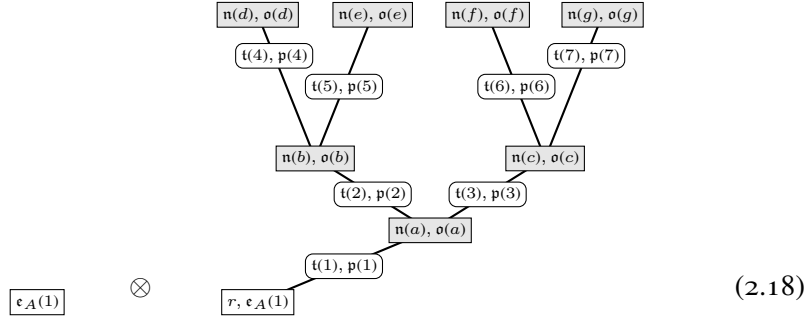 𝔫(d), 𝔬(d) 𝔫(e), 𝔬(e) 𝔫(f), 𝔬(f) 𝔫(g), 𝔬(g)
𝔱(4), 𝔭(4) 𝔱(7), 𝔭(7)
𝔱(5), 𝔭(5) 𝔱(6), 𝔭(6)
𝔫(b), 𝔬(b) 𝔫(c), 𝔬(c)
𝔱(2), 𝔭(2) 𝔱(3), 𝔭(3)
𝔫(a), 𝔬(a)
𝔱(1), 𝔭(1)
𝔢_A(1) ⊗ r, 𝔢_A(1) (2.18)